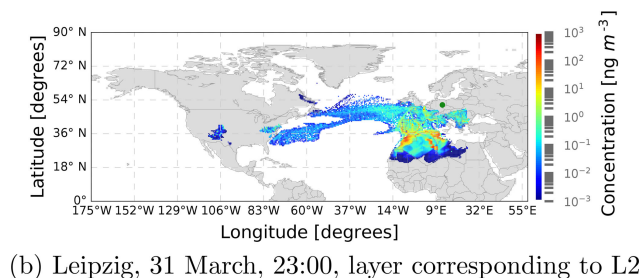 90° N
72° N
54° N
36° N
18° N
0°
Latitude [degrees]
175°W 152°W 129°W 106°W 83°W 60°W 37°W 14°W 9°E 32°E 55°E
Longitude [degrees]
10³
10²
10¹
10⁰
10⁻¹
10⁻²
10⁻³
Concentration [ng m⁻³]
(b) Leipzig, 31 March, 23:00, layer corresponding to L2